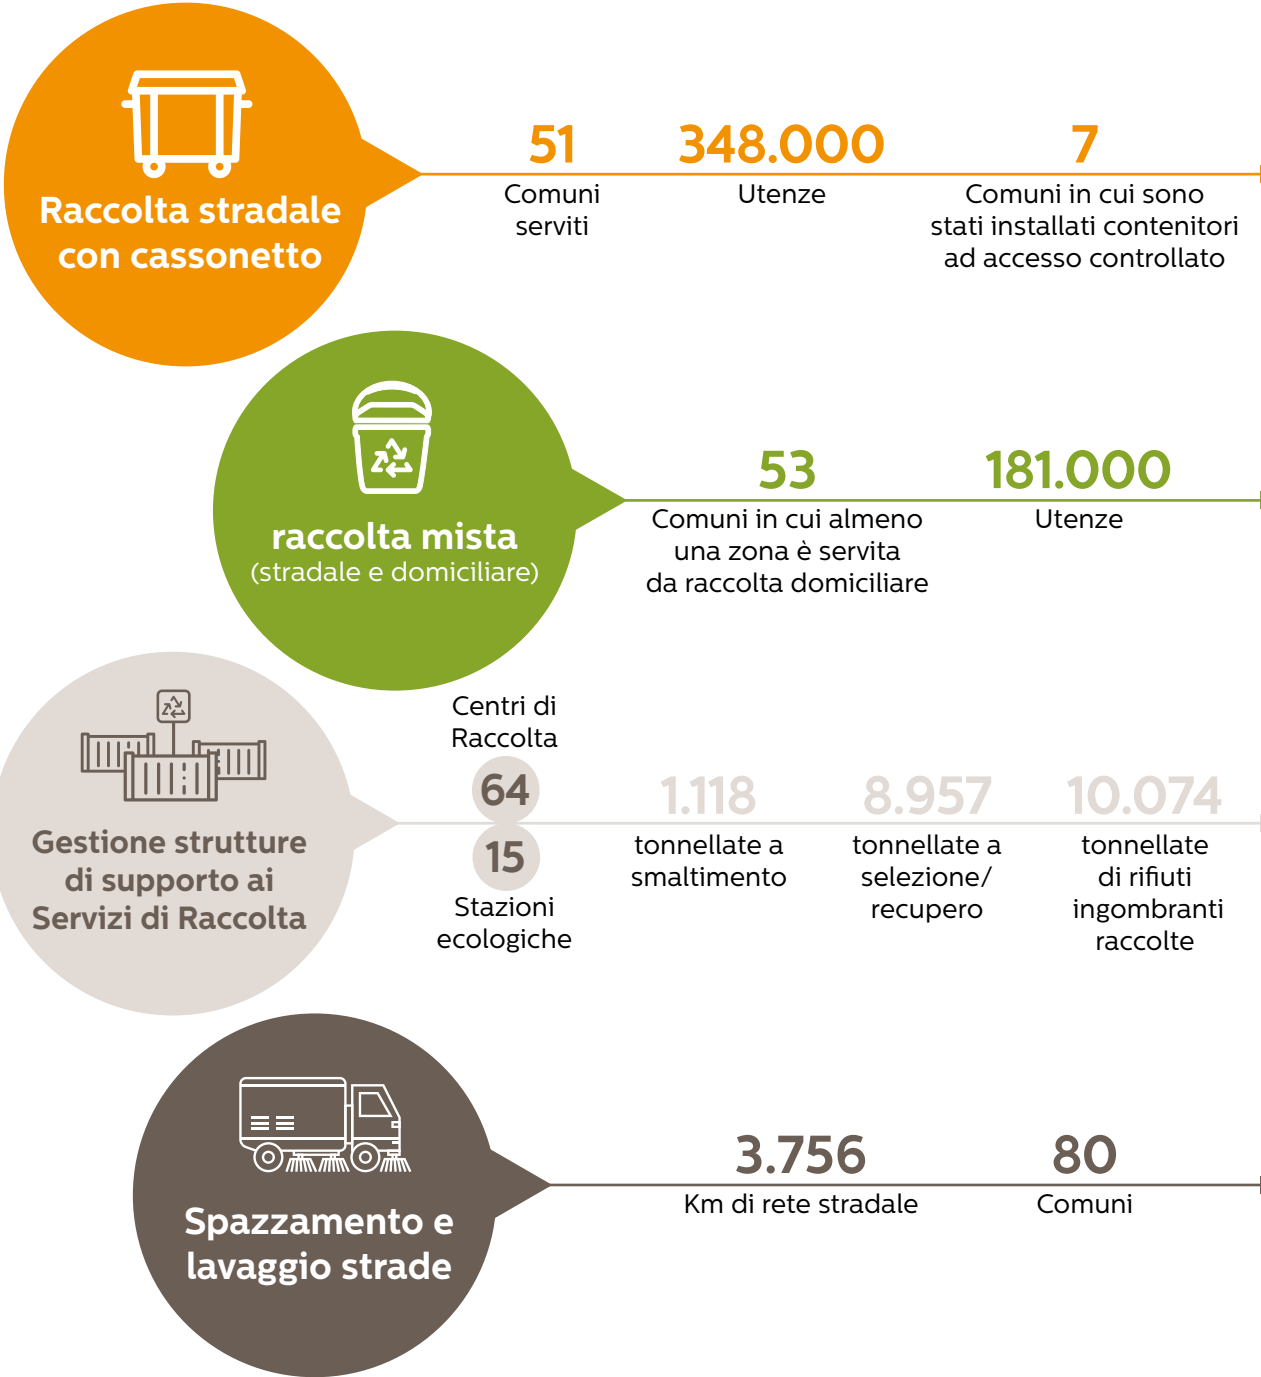 Raccolta stradale
con cassonetto
51
Comuni
serviti
348.000
Utenze
7
Comuni in cui sono
stati installati contenitori
ad accesso controllato
raccolta mista
(stradale e domiciliare)
53
Comuni in cui almeno
una zona è servita
da raccolta domiciliare
181.000
Utenze
Gestione strutture
di supporto ai
Servizi di Raccolta
Centri di
Raccolta
64
15
Stazioni
ecologiche
1.118
tonnellate a
smaltimento
8.957
tonnellate a
selezione/
recupero
10.074
tonnellate
di rifiuti
ingombranti
raccolte
Spazzamento e
lavaggio strade
3.756
Km di rete stradale
80
Comuni